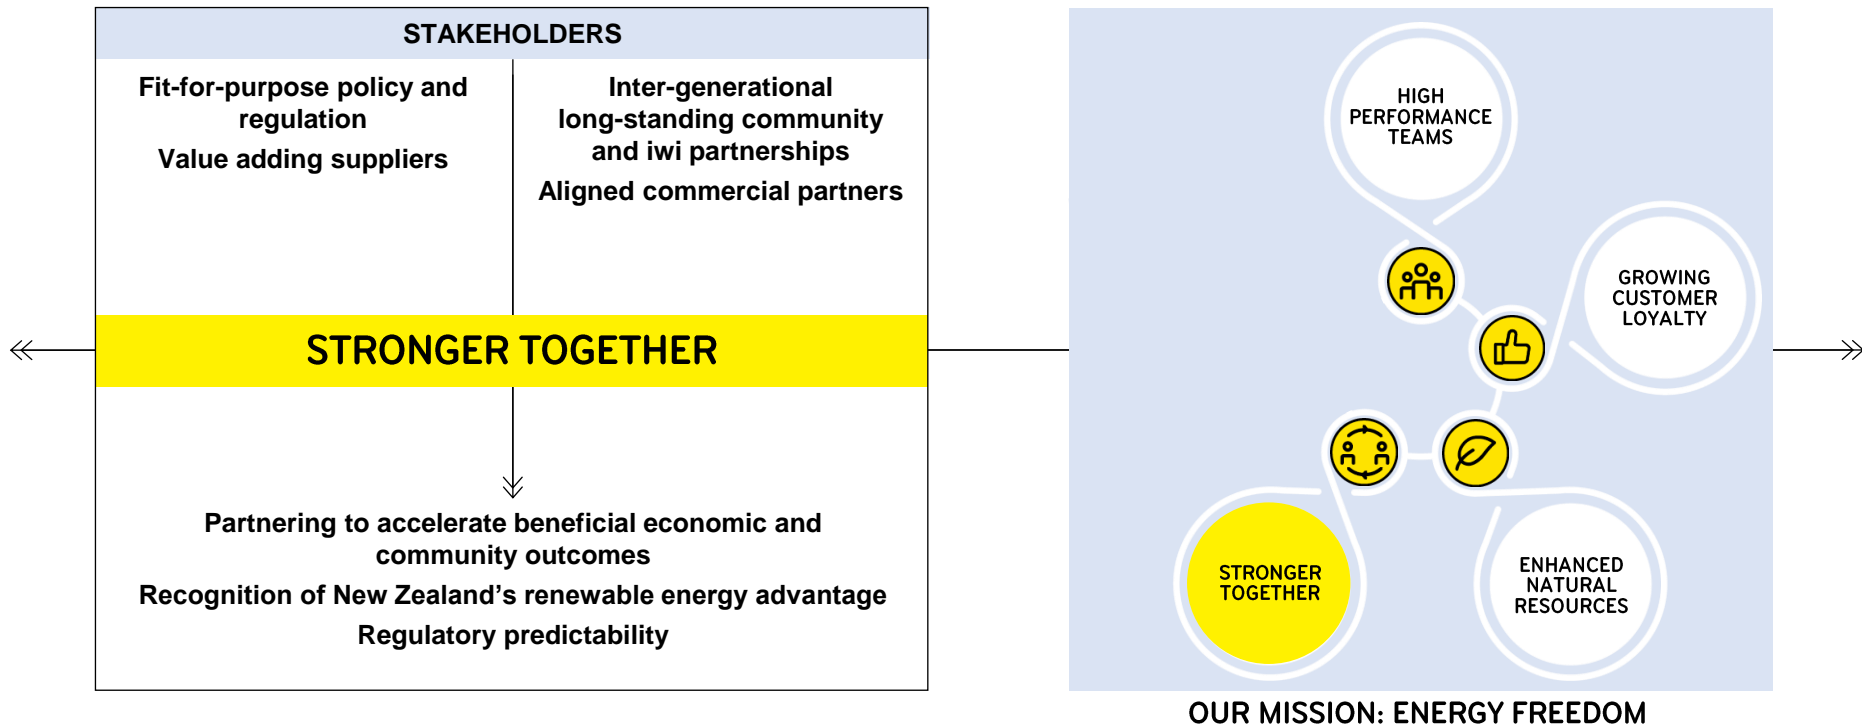 STAKEHOLDERS
Fit-for-purpose policy and
regulation
Value adding suppliers
Inter-generational
long-standing community
and iwi partnerships
Aligned commercial partners
STRONGER TOGETHER
Partnering to accelerate beneficial economic and
community outcomes
Recognition of New Zealand’s renewable energy advantage
Regulatory predictability
HIGH
PERFORMANCE
TEAMS
GROWING
CUSTOMER
LOYALTY
STRONGER
TOGETHER
ENHANCED
NATURAL
RESOURCES
OUR MISSION: ENERGY FREEDOM